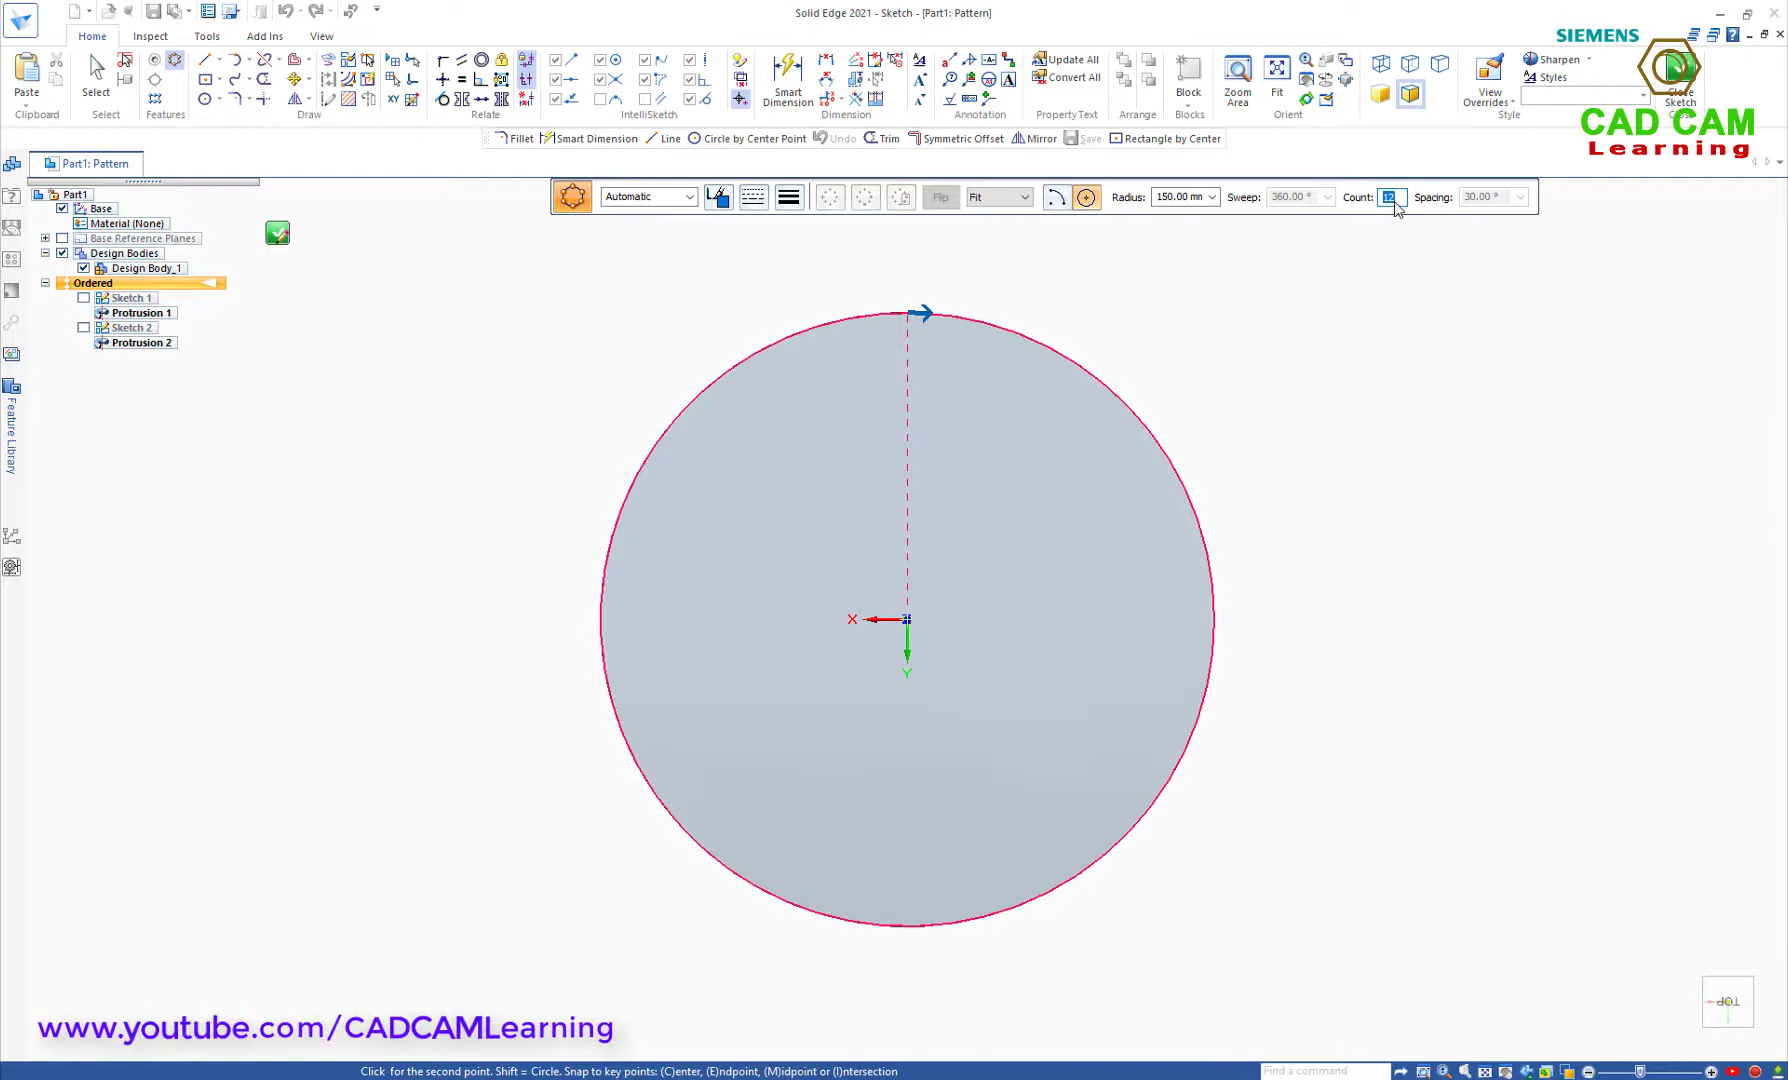 Solid Edge 2021 - Sketch - [Part1: Pattern]
Home Inspect Tools Add Ins View
SIEMENS
Paste
Select
Smart Dimension
Update All
Convert All
Block
Zoom Area
Fit
View Overrides
Sharpen
Styles
Close Sketch
Clipboard Select Features Draw Relate IntelliSketch Dimension Annotation PropertyText Arrange Blocks Orient Style
CAD CAM
Learning
Fillet Smart Dimension Line Circle by Center Point Undo Trim Symmetric Offset Mirror Save Rectangle by Center
Part1: Pattern
Automatic Flip Fit Radius: 150.00 mm Sweep: 360.00 ° Count: 12 Spacing: 30.00 °
Part1
Base
Material (None)
Base Reference Planes
Design Bodies
Design Body_1
Ordered
Sketch 1
Protrusion 1
Sketch 2
Protrusion 2
Feature Library
X
Y
TOP
www.youtube.com/CADCAMLearning
Click for the second point. Shift = Circle. Snap to key points: (C)enter, (E)ndpoint, (M)idpoint or (I)ntersection
Find a command